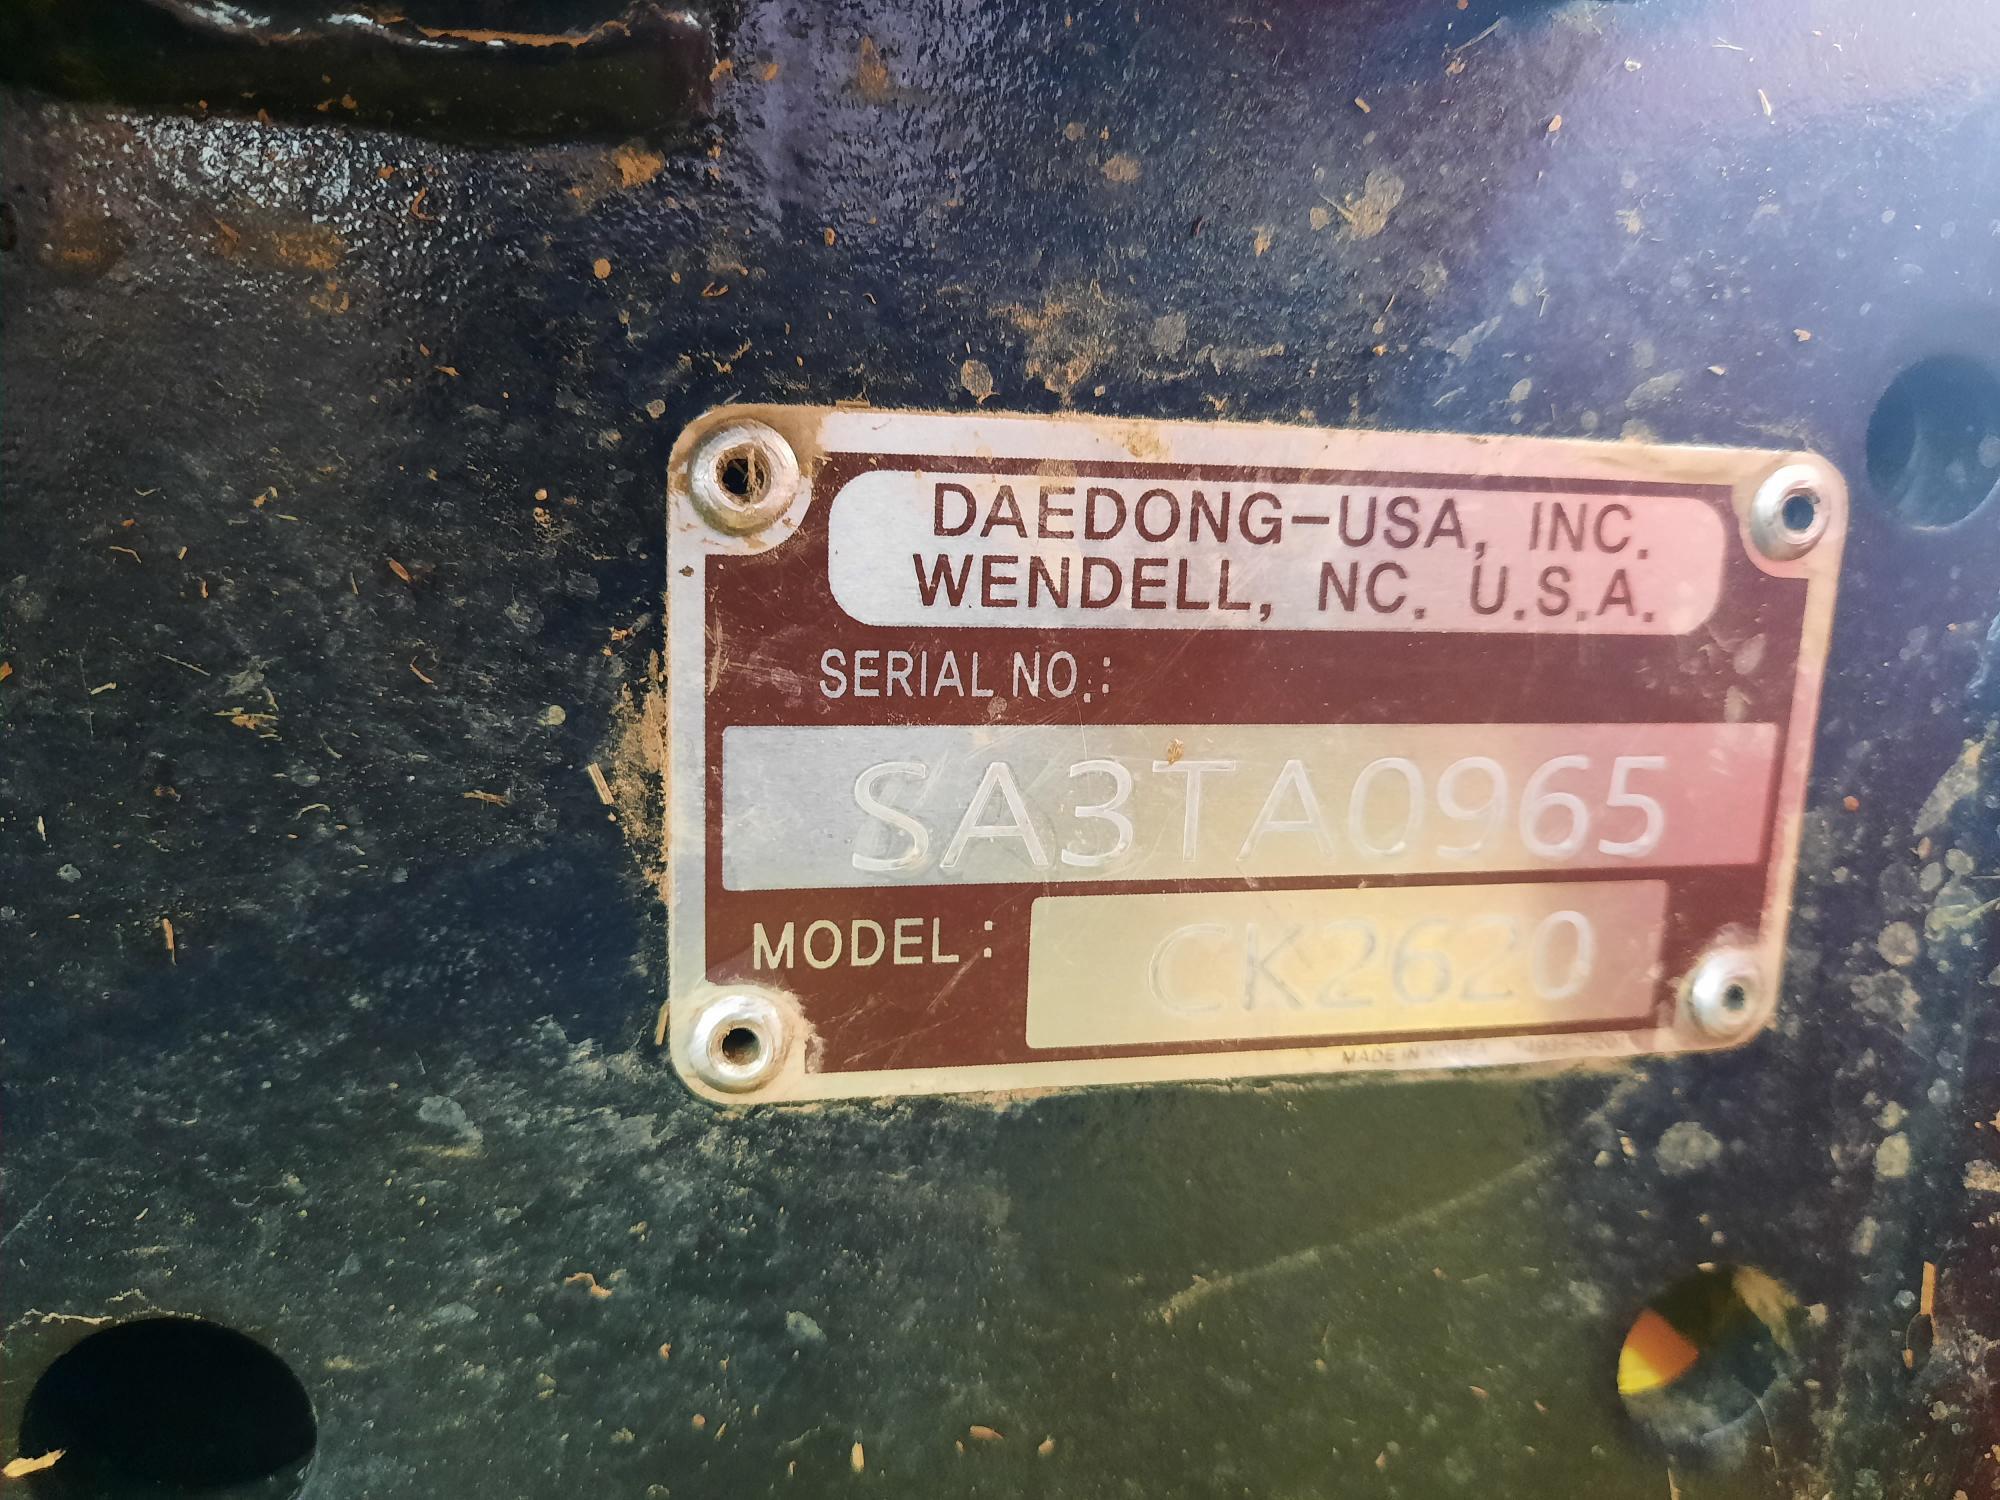 DAEDONG-USA, INC.
WENDELL, NC. U.S.A.
SERIAL NO.:
SA3TA0965
MODEL: CK2620
MADE IN KOREA